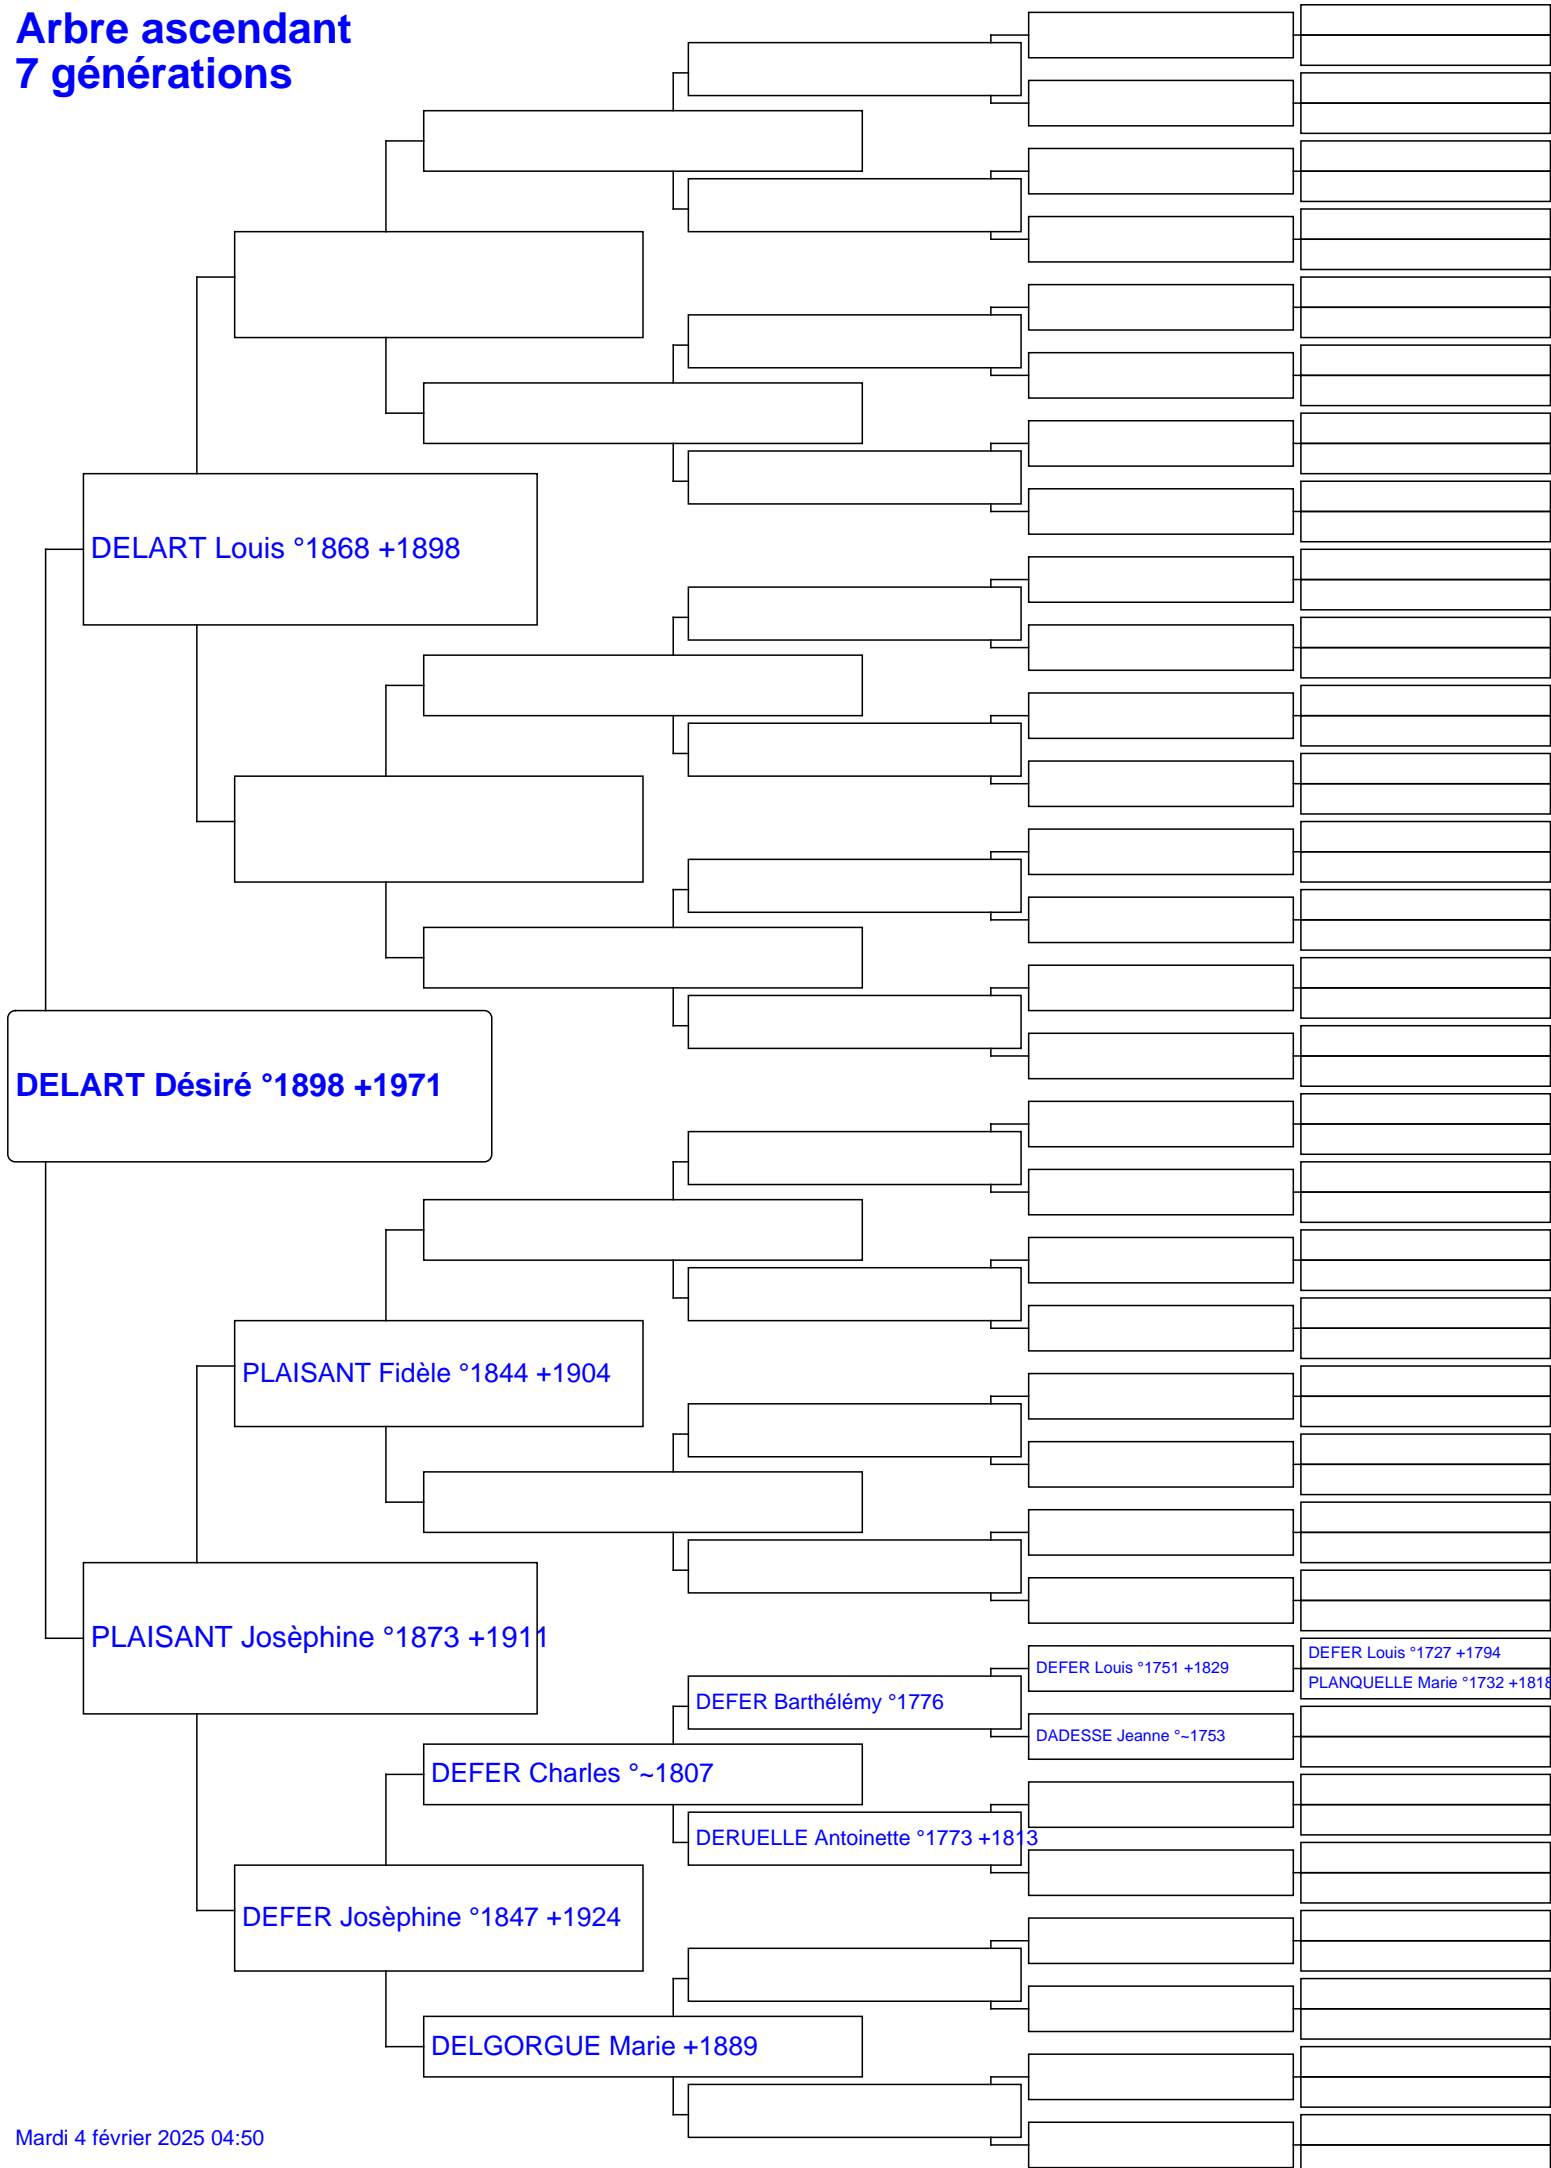 Arbre ascendant
7 générations
DELART Louis °1868 +1898
DELART Désiré °1898 +1971
PLAISANT Fidèle °1844 +1904
PLAISANT Josèphine °1873 +1911
DEFER Louis °1727 +1794
DEFER Louis °1751 +1829
PLANQUELLE Marie °1732 +1818
DEFER Barthélémy °1776
DADESSE Jeanne °~1753
DEFER Charles °~1807
DERUELLE Antoinette °1773 +1813
DEFER Josèphine °1847 +1924
DELGORGUE Marie +1889
Mardi 4 février 2025 04:50